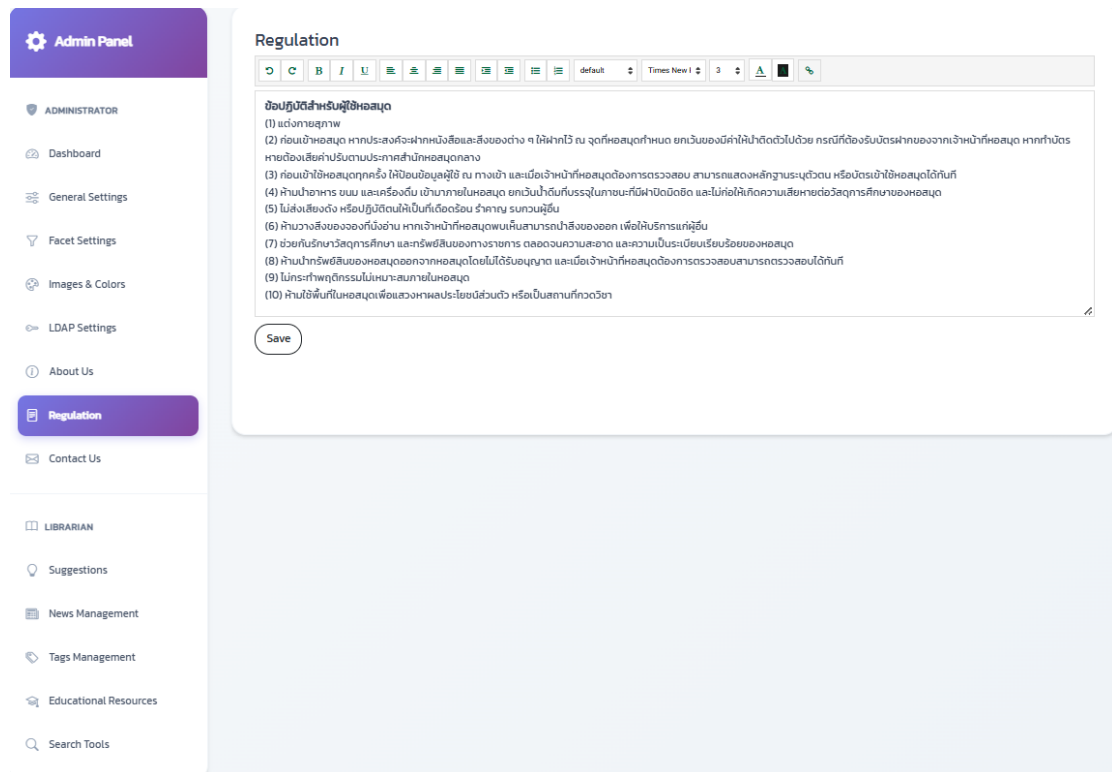 Admin Panel
ADMINISTRATOR
Dashboard
General Settings
Facet Settings
Images & Colors
LDAP Settings
About Us
Regulation
Contact Us
LIBRARIAN
Suggestions
News Management
Tags Management
Educational Resources
Search Tools
Regulation
B I U default Times New 3 A A
ข้อปฏิบัติสำหรับผู้ใช้หอสมุด
(1) แต่งกายสุภาพ
(2) ก่อนเข้าหอสมุด หากประสงค์จะฝากหนังสือและสิ่งของต่าง ๆ ให้ฝากไว้ ณ จุดที่หอสมุดกำหนด ยกเว้นของมีค่าให้นำติดตัวไปด้วย กรณีที่ต้องรับบัตรฝากของจากเจ้าหน้าที่หอสมุด หากทำบัตร
หายต้องเสียค่าปรับตามประกาศสำนักหอสมุดกลาง
(3) ก่อนเข้าใช้หอสมุดทุกครั้ง ให้ป้อนข้อมูลผู้ใช้ ณ ทางเข้า และเมื่อเจ้าหน้าที่หอสมุดต้องการตรวจสอบ สามารถแสดงหลักฐานระบุตัวตน หรือบัตรเข้าใช้หอสมุดได้ทันที
(4) ห้ามนำอาหาร ขนม และเครื่องดื่ม เข้ามาภายในหอสมุด ยกเว้นน้ำดื่มที่บรรจุในภาชนะที่มีฝาปิดมิดชิด และไม่ก่อให้เกิดความเสียหายต่อวัสดุการศึกษาของหอสมุด
(5) ไม่ส่งเสียงดัง หรือปฏิบัติตนให้เป็นที่เดือดร้อน รำคาญ รบกวนผู้อื่น
(6) ห้ามวางสิ่งของจองที่นั่งอ่าน หากเจ้าหน้าที่หอสมุดพบเห็นสามารถนำสิ่งของออก เพื่อให้บริการแก่ผู้อื่น
(7) ช่วยกันรักษาวัสดุการศึกษา และทรัพย์สินของทางราชการ ตลอดจนความสะอาด และความเป็นระเบียบเรียบร้อยของหอสมุด
(8) ห้ามนำทรัพย์สินของหอสมุดออกจากหอสมุดโดยไม่ได้รับอนุญาต และเมื่อเจ้าหน้าที่หอสมุดต้องการตรวจสอบสามารถตรวจสอบได้ทันที
(9) ไม่กระทำพฤติกรรมไม่เหมาะสมภายในหอสมุด
(10) ห้ามใช้พื้นที่ในหอสมุดเพื่อแสวงหาผลประโยชน์ส่วนตัว หรือเป็นสถานที่กวดวิชา
Save